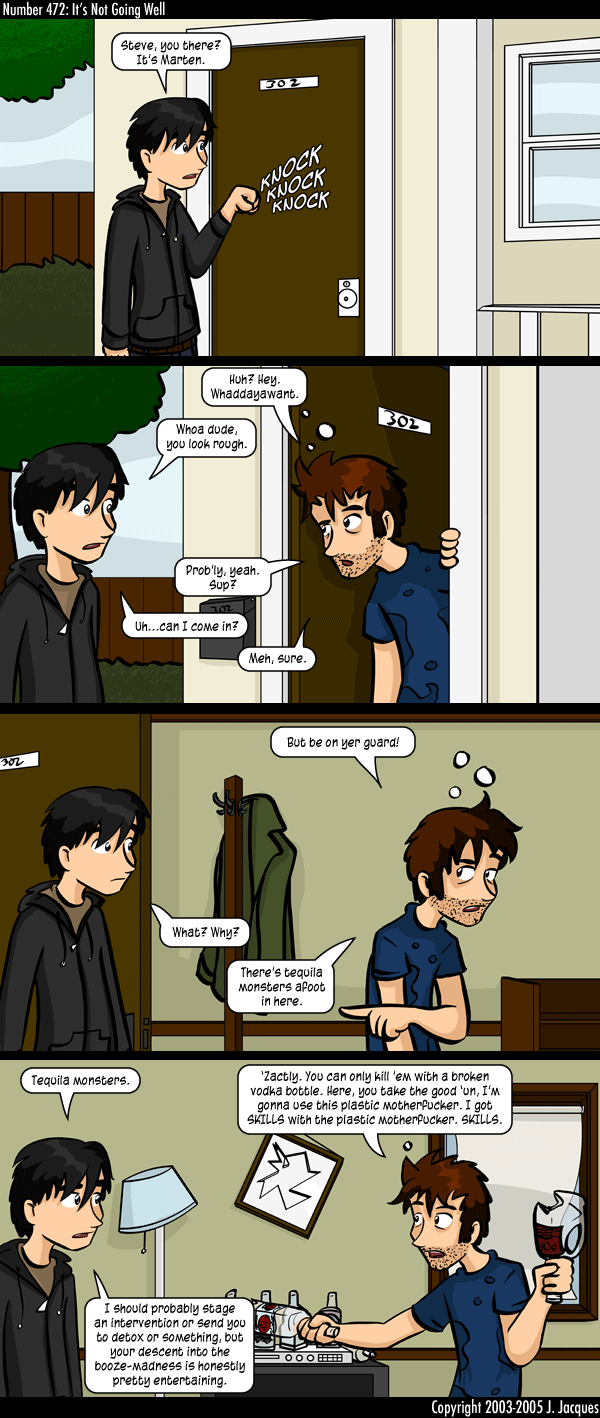 Number 472: It's Not Going Well
Steve, you there?
It's Marten.
302
KNOCK
KNOCK
KNOCK
Huh? Hey.
Whaddayawant.
Whoa dude,
you look rough.
302
Prob'ly, yeah.
Sup?
302
Uh...can I come in?
Meh, sure.
But be on yer guard!
302
What? Why?
There's tequila
monsters afoot
in here.
Tequila monsters.
'Zactly. You can only kill 'em with a broken
vodka bottle. Here, you take the good 'un, I'm
gonna use this plastic motherfucker. I got
SKILLS with the plastic motherfucker. SKILLS.
I should probably stage
an intervention or send you
to detox or something, but
your descent into the
booze-madness is honestly
pretty entertaining.
Copyright 2003-2005 J. Jacques